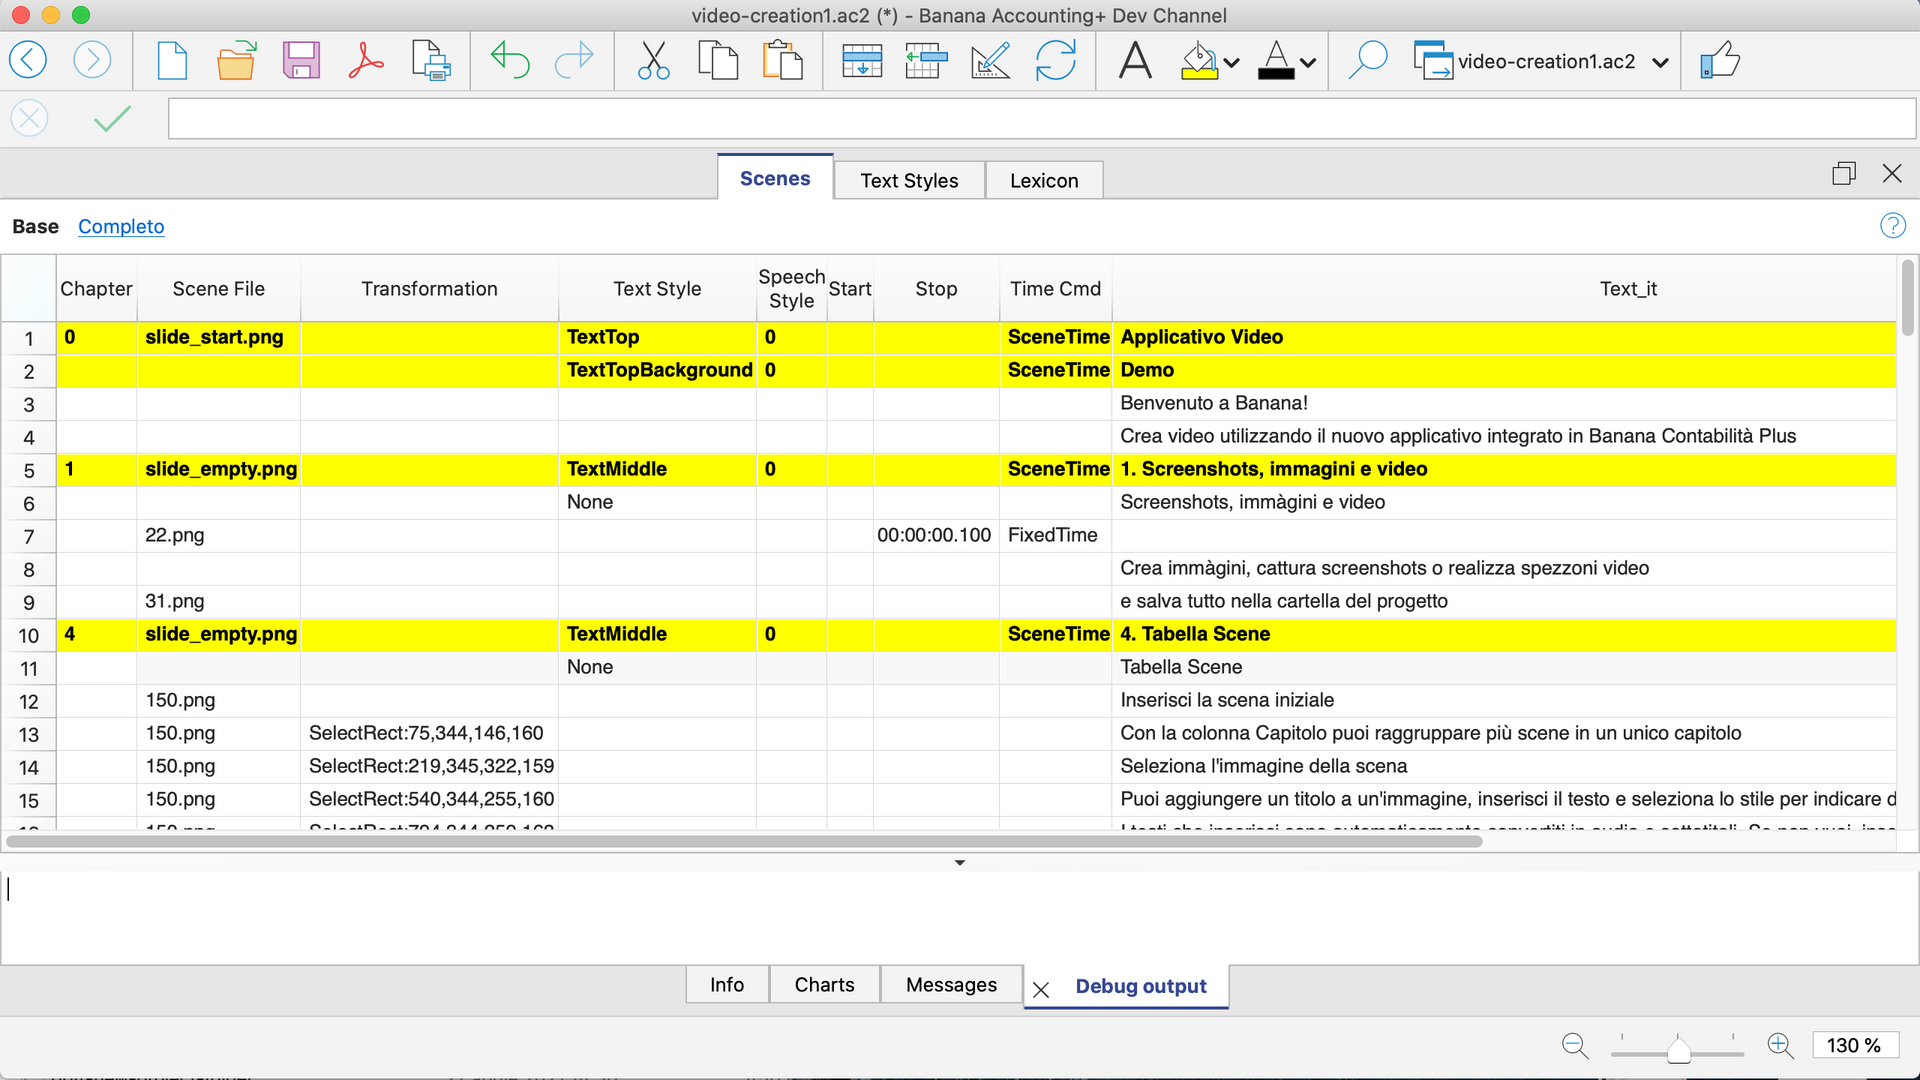 video-creation1.ac2 (*) - Banana Accounting+ Dev Channel
video-creation1.ac2
Scenes Text Styles Lexicon
Base Completo
Chapter Scene File Transformation Text Style Speech Style Start Stop Time Cmd Text_it
1 0 slide_start.png TextTop 0 SceneTime Applicativo Video
2 TextTopBackground 0 SceneTime Demo
3 Benvenuto a Banana!
4 Crea video utilizzando il nuovo applicativo integrato in Banana Contabilità Plus
5 1 slide_empty.png TextMiddle 0 SceneTime 1. Screenshots, immagini e video
6 None Screenshots, immàgini e video
7 22.png 00:00:00.100 FixedTime
8 Crea immàgini, cattura screenshots o realizza spezzoni video
9 31.png e salva tutto nella cartella del progetto
10 4 slide_empty.png TextMiddle 0 SceneTime 4. Tabella Scene
11 None Tabella Scene
12 150.png Inserisci la scena iniziale
13 150.png SelectRect:75,344,146,160 Con la colonna Capitolo puoi raggruppare più scene in un unico capitolo
14 150.png SelectRect:219,345,322,159 Seleziona l'immagine della scena
15 150.png SelectRect:540,344,255,160 Puoi aggiungere un titolo a un'immagine, inserisci il testo e seleziona lo stile per indicare d
Info Charts Messages Debug output
130 %